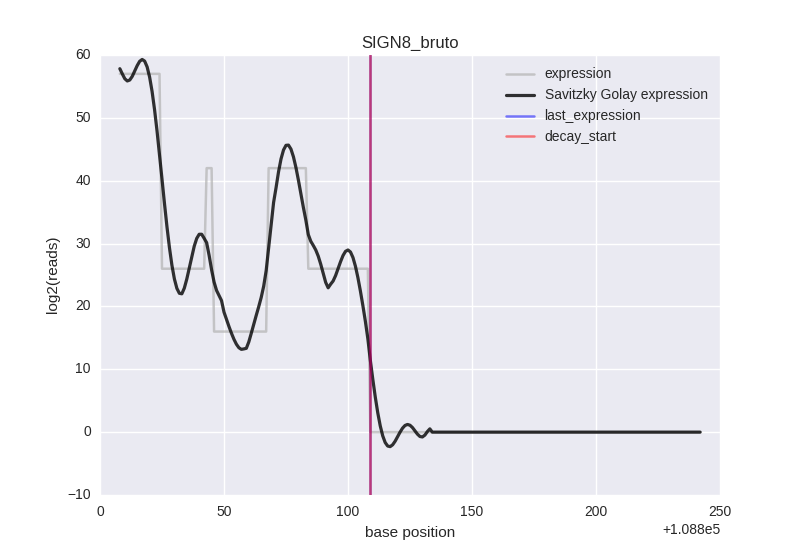 SIGN8_bruto
60
50
40
30
20
10
0
−10
log2(reads)
expression
Savitzky Golay expression
last_expression
decay_start
0 50 100 150 200 250
base position
+1.088e5